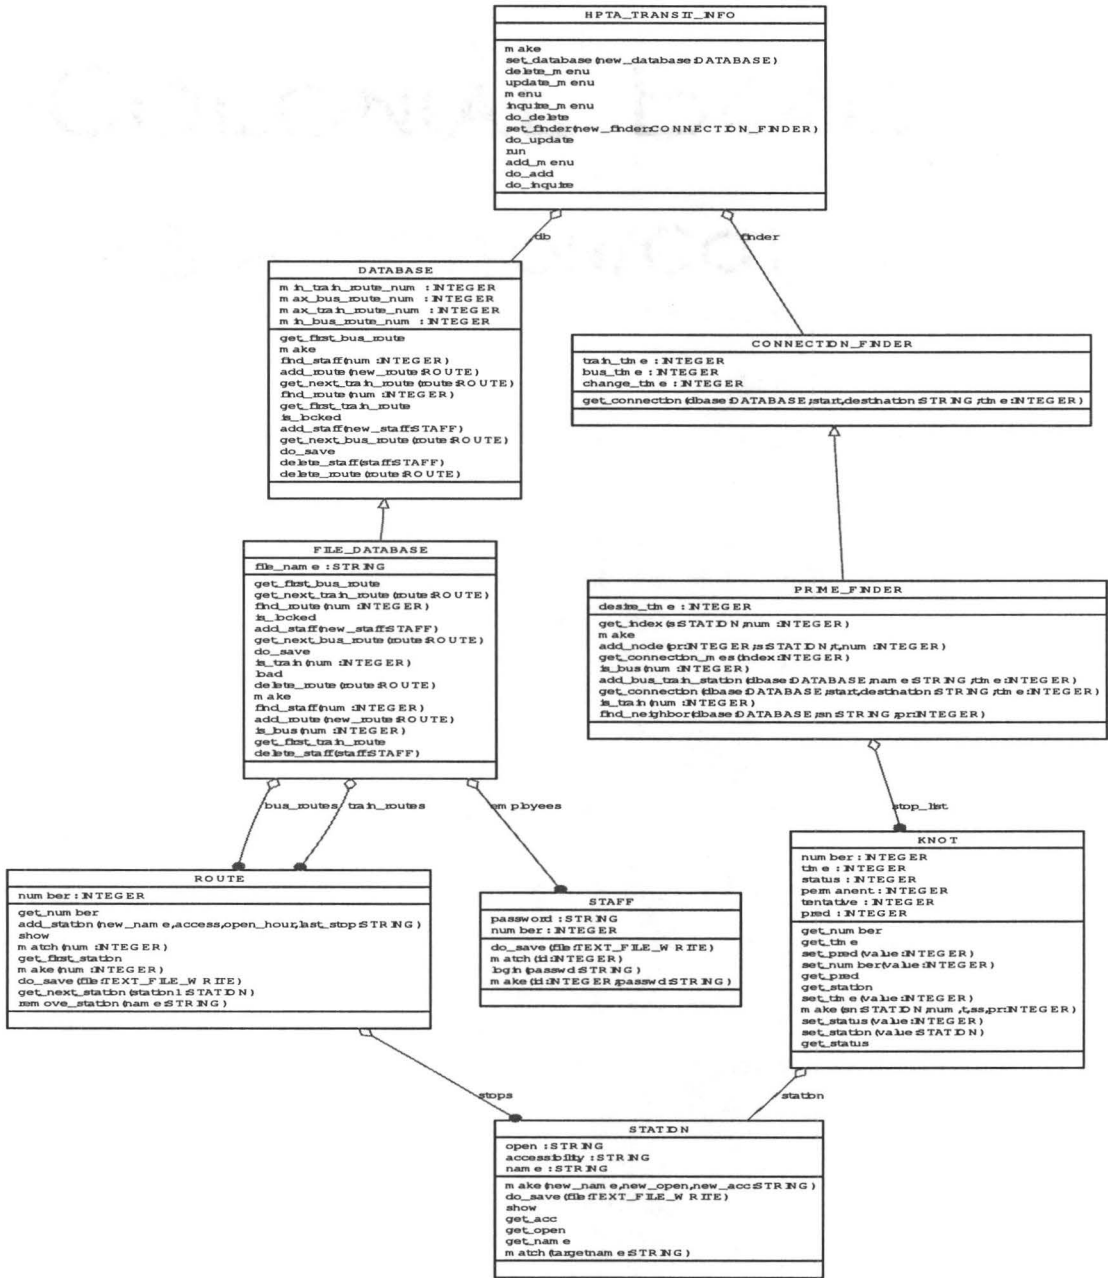 HPTA_TRANSIT_INFO
make
set_database(new_database:DATABASE)
delete_menu
update_menu
menu
inquire_menu
do_delete
set_finder(new_finder:CONNECTION_FINDER)
do_update
run
add_menu
do_add
do_inquire
db
finder
DATABASE
min_train_route_num : INTEGER
max_bus_route_num : INTEGER
max_train_route_num : INTEGER
min_bus_route_num : INTEGER
get_first_bus_route
make
find_staff(num:INTEGER)
add_route(new_route:ROUTE)
get_next_train_route(route:ROUTE)
find_route(num:INTEGER)
get_first_train_route
is_locked
add_staff(new_staff:STAFF)
get_next_bus_route(route:ROUTE)
do_save
delete_staff(staff:STAFF)
delete_route(route:ROUTE)
CONNECTION_FINDER
train_time : INTEGER
bus_time : INTEGER
change_time : INTEGER
get_connection(dbase:DATABASE;start,destination:STRING;time:INTEGER)
FILE_DATABASE
file_name : STRING
get_first_bus_route
get_next_train_route(route:ROUTE)
find_route(num:INTEGER)
is_locked
add_staff(new_staff:STAFF)
get_next_bus_route(route:ROUTE)
do_save
is_train(num:INTEGER)
load
delete_route(route:ROUTE)
make
find_staff(num:INTEGER)
add_route(new_route:ROUTE)
is_bus(num:INTEGER)
get_first_train_route
delete_staff(staff:STAFF)
PRIME_FINDER
desire_time : INTEGER
get_index(s:STATION;num:INTEGER)
make
add_node(pr:INTEGER;s:STATION;t,num:INTEGER)
get_connection_mes(index:INTEGER)
is_bus(num:INTEGER)
add_bus_train_station(dbase:DATABASE;name:STRING;time:INTEGER)
get_connection(dbase:DATABASE;start,destination:STRING;time:INTEGER)
is_train(num:INTEGER)
find_neighbor(dbase:DATABASE;sn:STRING;pr:INTEGER)
bus_routes
train_routes
employees
stop_list
ROUTE
number : INTEGER
get_number
add_station(new_name,access,open_hour,last_stop:STRING)
show
match(num:INTEGER)
get_first_station
make(num:INTEGER)
do_save(file:TEXT_FILE_WRITE)
get_next_station(station1:STATION)
remove_station(name:STRING)
STAFF
password : STRING
number : INTEGER
do_save(file:TEXT_FILE_WRITE)
match(id:INTEGER)
login(passwd:STRING)
make(id:INTEGER;passwd:STRING)
KNOT
number : INTEGER
time : INTEGER
status : INTEGER
permanent : INTEGER
tentative : INTEGER
pred : INTEGER
get_number
get_time
set_pred(value:INTEGER)
set_number(value:INTEGER)
get_pred
get_station
set_time(value:INTEGER)
make(sn:STATION;num,t,ss,pr:INTEGER)
set_status(value:INTEGER)
set_station(value:STATION)
get_status
stops
station
STATION
open : STRING
accessibility : STRING
name : STRING
make(new_name,new_open,new_acc:STRING)
do_save(file:TEXT_FILE_WRITE)
show
get_acc
get_open
get_name
match(targetname:STRING)